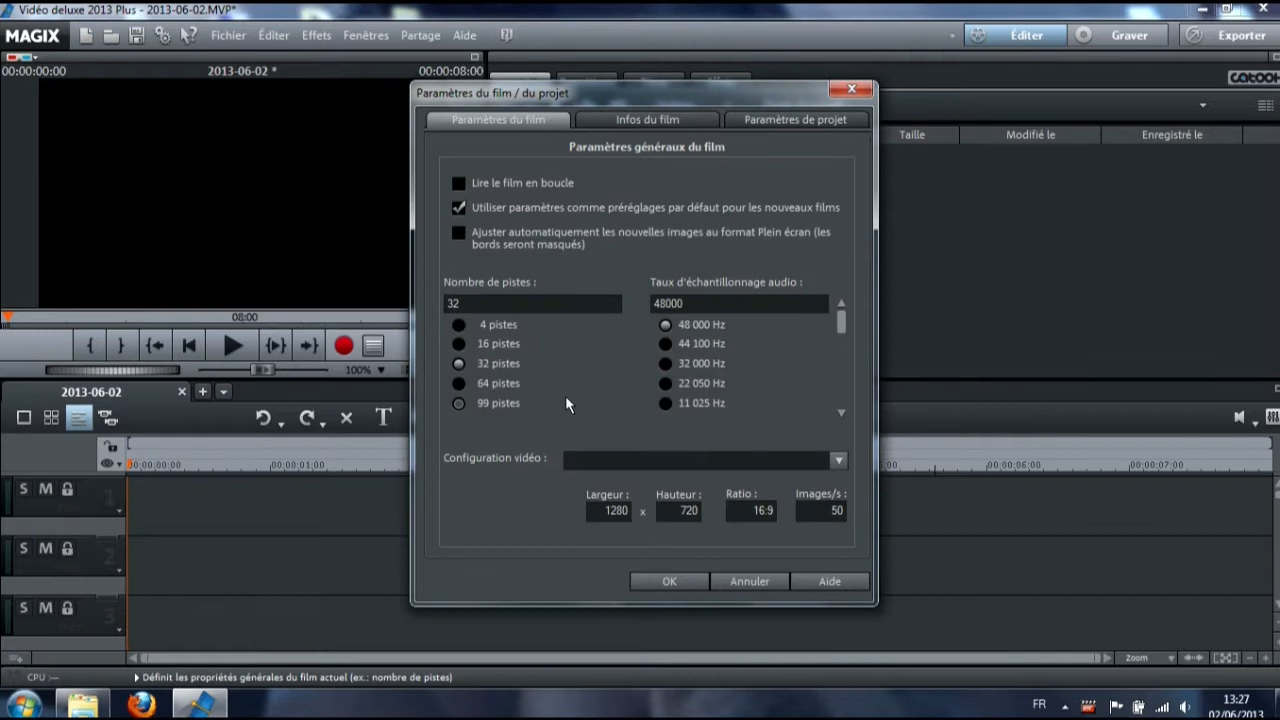 Vidéo deluxe 2013 Plus - 2013-06-02.MVP*
MAGIX Fichier Éditer Effets Fenêtres Partage Aide Éditer Graver Exporter
00:00:00:00 2013-06-02 * 00:00:08:00
Paramètres du film / du projet
Paramètres du film Infos du film Paramètres de projet
Taille Modifié le Enregistré le
Paramètres généraux du film
Lire le film en boucle
Utiliser paramètres comme préréglages par défaut pour les nouveaux films
Ajuster automatiquement les nouvelles images au format Plein écran (les
bords seront masqués)
Nombre de pistes : Taux d'échantillonnage audio :
32 48000
4 pistes 48 000 Hz
16 pistes 44 100 Hz
32 pistes 32 000 Hz
64 pistes 22 050 Hz
99 pistes 11 025 Hz
08:00
100%
2013-06-02
Configuration vidéo :
00:00:00:00 00:00:01:00 00:00:06:00 00:00:07:00
Largeur : Hauteur : Ratio : Images/s :
1280 x 720 16:9 50
S M 1
S M 2
S M 3
OK Annuler Aide
Zoom
CPU :— Définit les propriétés générales du film actuel (ex.: nombre de pistes)
FR 13:27
02/06/2013